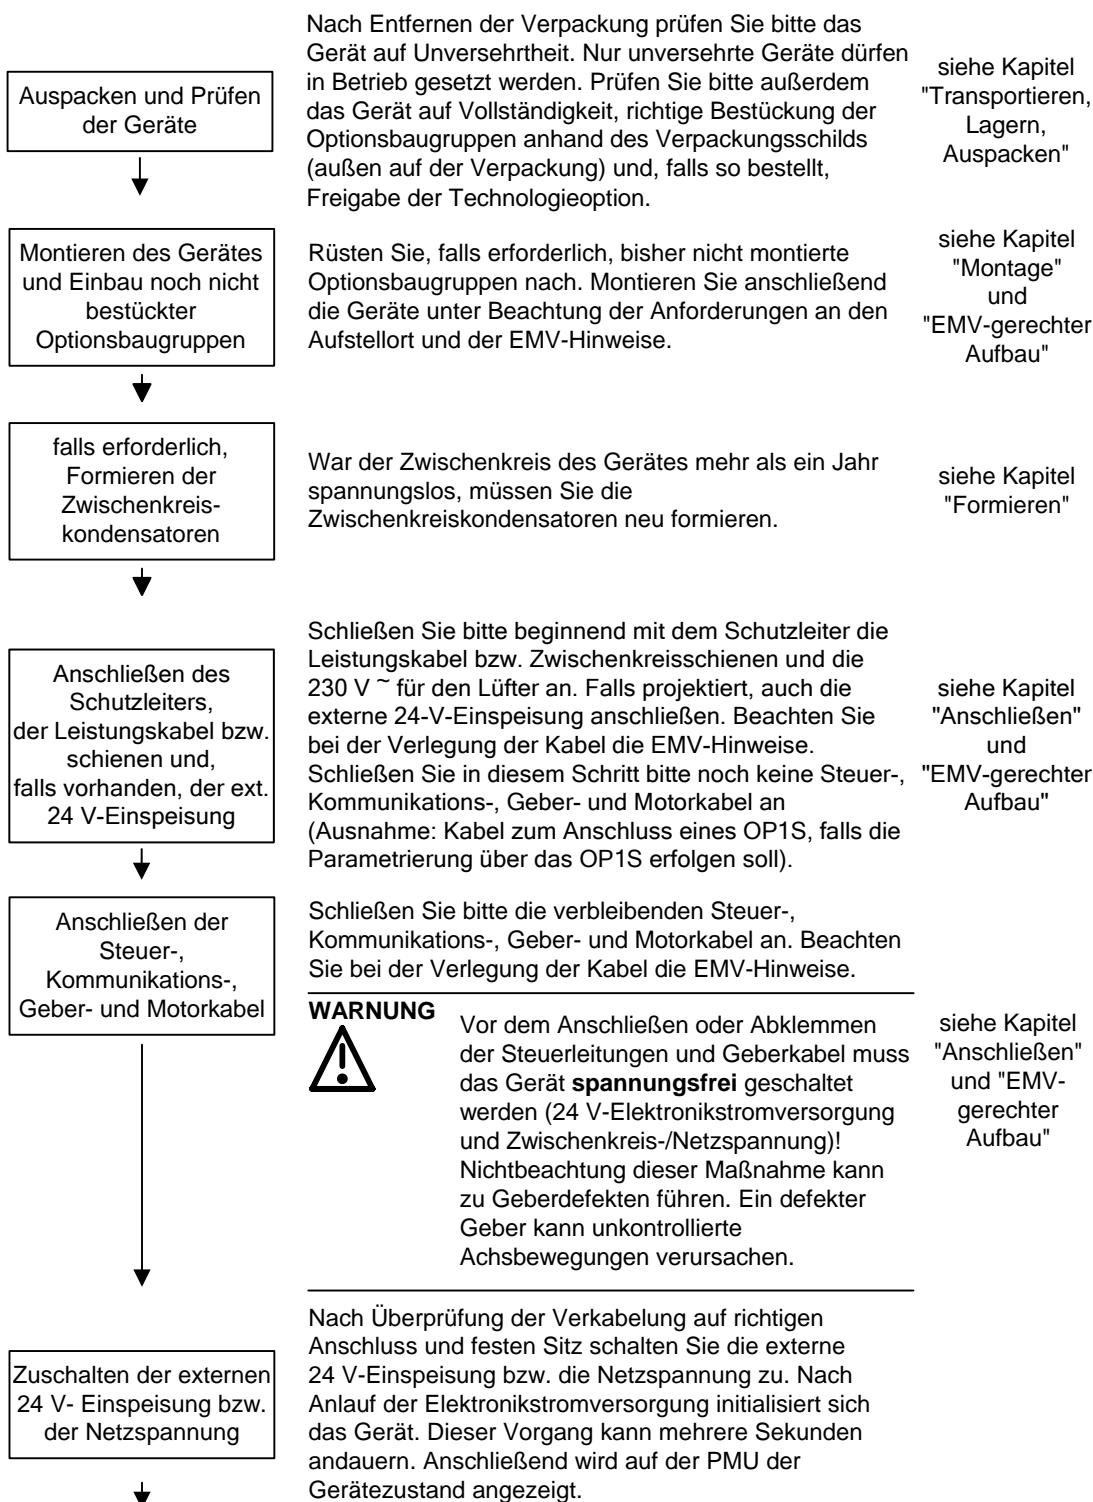 Nach Entfernen der Verpackung prüfen Sie bitte das
Gerät auf Unversehrtheit. Nur unversehrte Geräte dürfen
in Betrieb gesetzt werden. Prüfen Sie bitte außerdem
das Gerät auf Vollständigkeit, richtige Bestückung der
Optionsbaugruppen anhand des Verpackungsschilds
(außen auf der Verpackung) und, falls so bestellt,
Freigabe der Technologieoption.
Auspacken und Prüfen
der Geräte
siehe Kapitel
"Transportieren,
Lagern,
Auspacken"
Montieren des Gerätes
und Einbau noch nicht
bestückter
Optionsbaugruppen
Rüsten Sie, falls erforderlich, bisher nicht montierte
Optionsbaugruppen nach. Montieren Sie anschließend
die Geräte unter Beachtung der Anforderungen an den
Aufstellort und der EMV-Hinweise.
siehe Kapitel
"Montage"
und
"EMV-gerechter
Aufbau"
falls erforderlich,
Formieren der
Zwischenkreis-
kondensatoren
War der Zwischenkreis des Gerätes mehr als ein Jahr
spannungslos, müssen Sie die
Zwischenkreiskondensatoren neu formieren.
siehe Kapitel
"Formieren"
Anschließen des
Schutzleiters,
der Leistungskabel bzw.
schienen und,
falls vorhanden, der ext.
24 V-Einspeisung
Schließen Sie bitte beginnend mit dem Schutzleiter die
Leistungskabel bzw. Zwischenkreisschienen und die
230 V ~ für den Lüfter an. Falls projektiert, auch die
externe 24-V-Einspeisung anschließen. Beachten Sie
bei der Verlegung der Kabel die EMV-Hinweise.
Schließen Sie in diesem Schritt bitte noch keine Steuer-,
Kommunikations-, Geber- und Motorkabel an
(Ausnahme: Kabel zum Anschluss eines OP1S, falls die
Parametrierung über das OP1S erfolgen soll).
siehe Kapitel
"Anschließen"
und
"EMV-gerechter
Aufbau"
Anschließen der
Steuer-,
Kommunikations-,
Geber- und Motorkabel
Schließen Sie bitte die verbleibenden Steuer-,
Kommunikations-, Geber- und Motorkabel an. Beachten
Sie bei der Verlegung der Kabel die EMV-Hinweise.
WARNUNG
Vor dem Anschließen oder Abklemmen
der Steuerleitungen und Geberkabel muss
das Gerät spannungsfrei geschaltet
werden (24 V-Elektronikstromversorgung
und Zwischenkreis-/Netzspannung)!
Nichtbeachtung dieser Maßnahme kann
zu Geberdefekten führen. Ein defekter
Geber kann unkontrollierte
Achsbewegungen verursachen.
siehe Kapitel
"Anschließen"
und "EMV-
gerechter
Aufbau"
Zuschalten der externen
24 V- Einspeisung bzw.
der Netzspannung
Nach Überprüfung der Verkabelung auf richtigen
Anschluss und festen Sitz schalten Sie die externe
24 V-Einspeisung bzw. die Netzspannung zu. Nach
Anlauf der Elektronikstromversorgung initialisiert sich
das Gerät. Dieser Vorgang kann mehrere Sekunden
andauern. Anschließend wird auf der PMU der
Gerätezustand angezeigt.